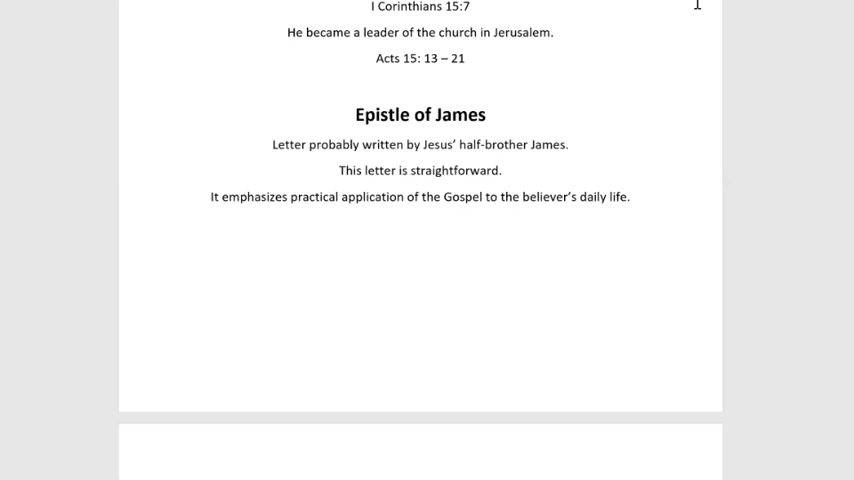 I Corinthians 15:7
He became a leader of the church in Jerusalem.
Acts 15: 13 – 21
Epistle of James
Letter probably written by Jesus’ half-brother James.
This letter is straightforward.
It emphasizes practical application of the Gospel to the believer’s daily life.